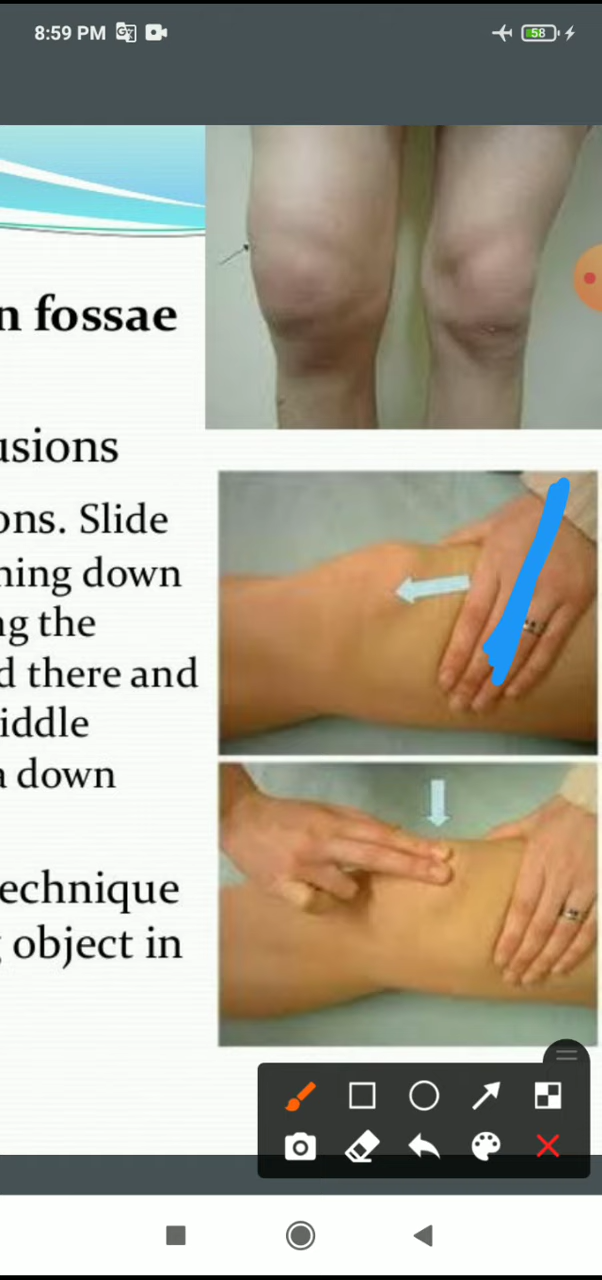 8:59 PM
58
n fossae
usions
ons. Slide
ning down
ng the
d there and
iddle
a down
echnique
g object in